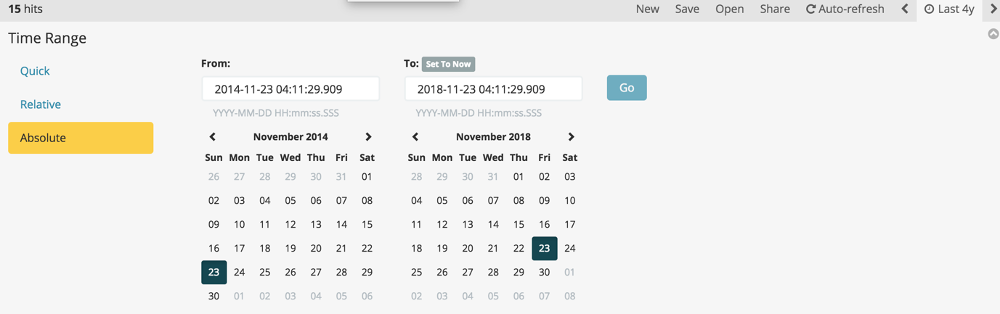 15 hits New Save Open Share Auto-refresh Last 4y
Time Range
Quick
Relative
Absolute
From:
2014-11-23 04:11:29.909
YYYY-MM-DD HH:mm:ss.SSS
November 2014
Sun Mon Tue Wed Thu Fri Sat
26 27 28 29 30 31 01
02 03 04 05 06 07 08
09 10 11 12 13 14 15
16 17 18 19 20 21 22
23 24 25 26 27 28 29
30 01 02 03 04 05 06
To: Set To Now
2018-11-23 04:11:29.909
YYYY-MM-DD HH:mm:ss.SSS
November 2018
Sun Mon Tue Wed Thu Fri Sat
28 29 30 31 01 02 03
04 05 06 07 08 09 10
11 12 13 14 15 16 17
18 19 20 21 22 23 24
25 26 27 28 29 30 01
02 03 04 05 06 07 08
Go